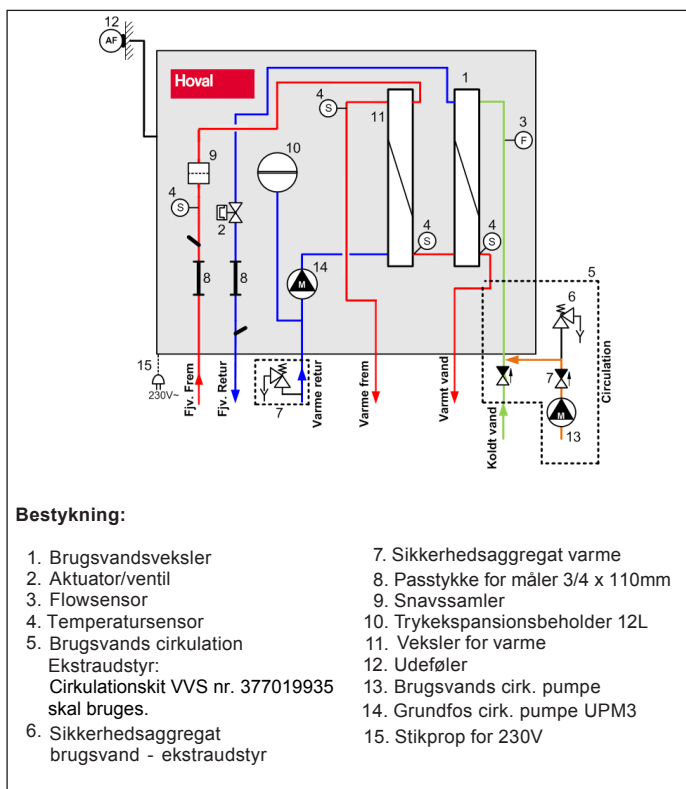 12
AF
Hoval
4
S
1
11
3
F
9
10
4
S
2
4
S
4
S
8
8
14
M
5
6
15
230V~
7
7
M
13
Fjv. Frem
Fjv. Retur
Varme retur
Varme frem
Varmt vand
Koldt vand
Circulation
Bestykning:
1. Brugsvandsveksler
2. Aktuator/ventil
3. Flowsensor
4. Temperatursensor
5. Brugsvands cirkulation
Ekstraudstyr:
Cirkulationskit VVS nr. 377019935
skal bruges.
6. Sikkerhedsaggregat
brugsvand - ekstraudstyr
7. Sikkerhedsaggregat varme
8. Passtykke for måler 3/4 x 110mm
9. Snavssamler
10. Trykekspansionsbeholder 12L
11. Veksler for varme
12. Udeføler
13. Brugsvands cirk. pumpe
14. Grundfos cirk. pumpe UPM3
15. Stikprop for 230V